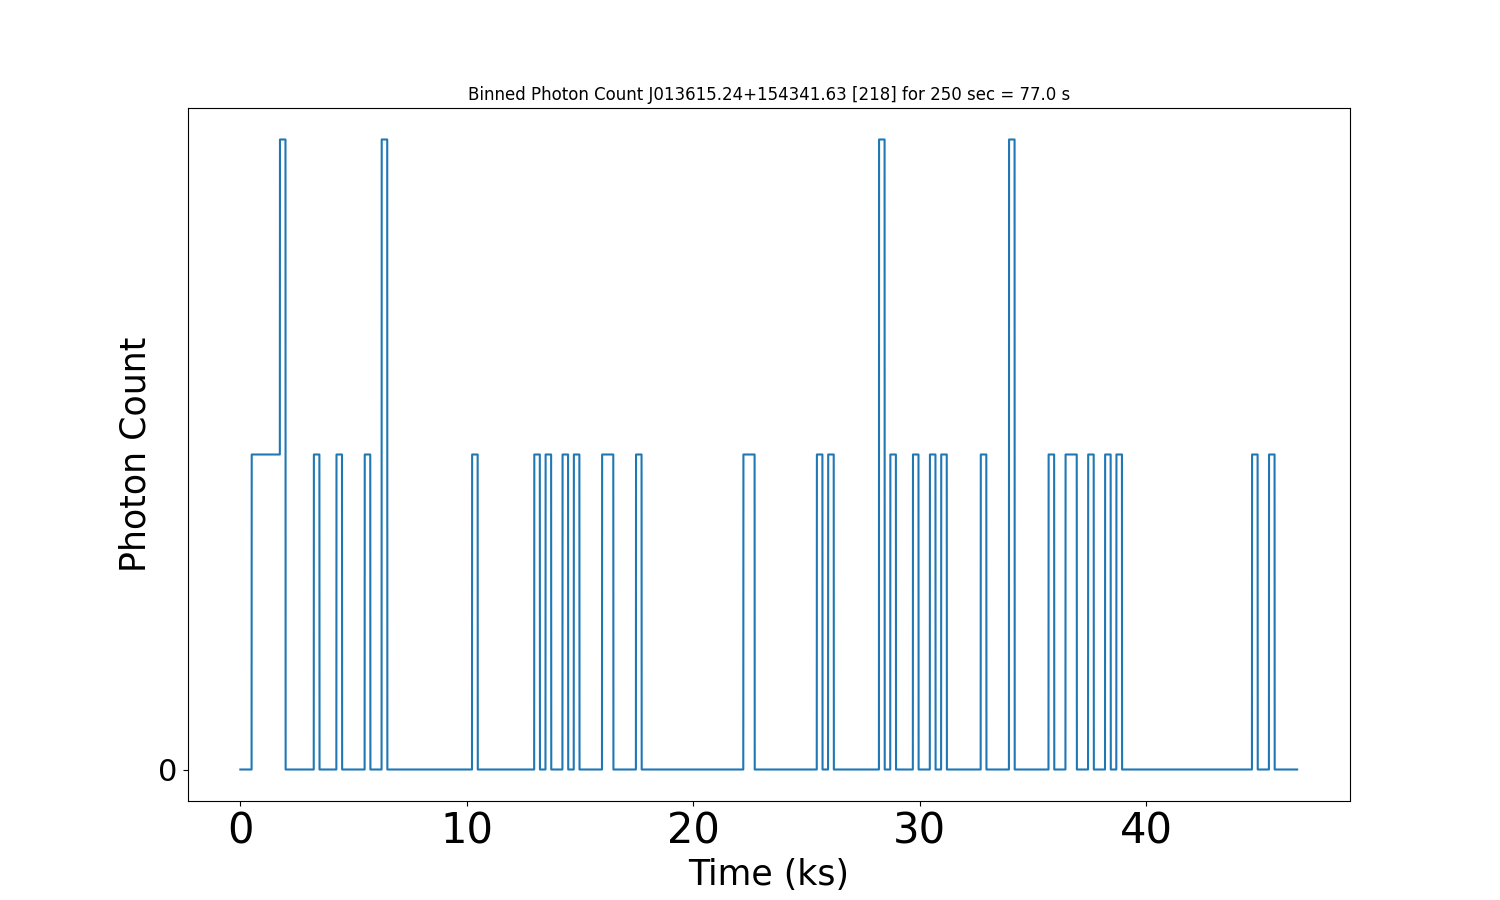 Binned Photon Count J013615.24+154341.63 [218] for 250 sec = 77.0 s
Photon Count
0
0 10 20 30 40
Time (ks)